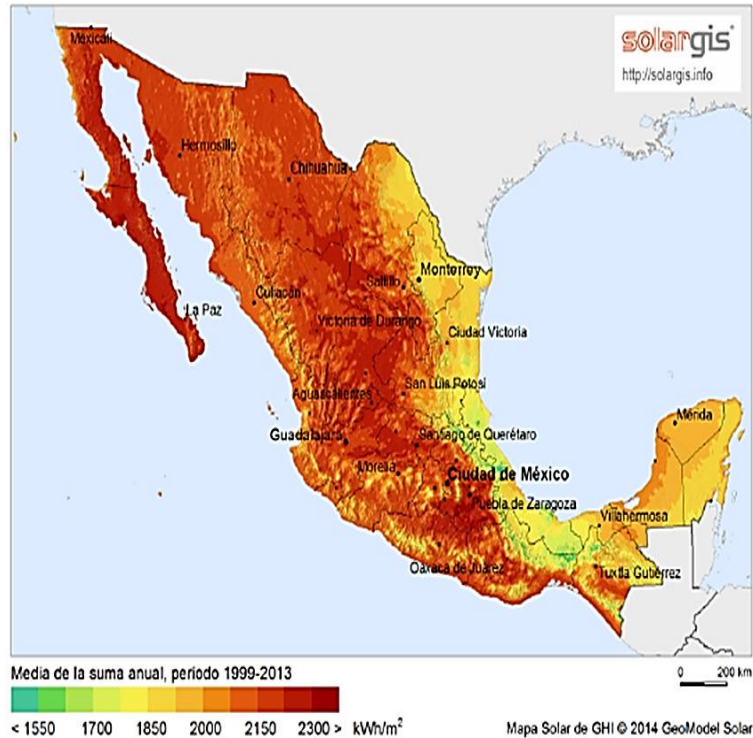 solargis
http://solargis.info
Mexicali
Hermosillo
Chihuahua
Monterrey
Saltillo
Culiacán
La Paz
Victoria de Durango
Ciudad Victoria
San Luis Potosí
Aguascalientes
Mérida
Guadalajara
Santiago de Querétaro
Morelia
Ciudad de México
Puebla de Zaragoza
Villahermosa
Oaxaca de Juárez
Tuxtla Gutiérrez
Media de la suma anual, período 1999-2013
0 200 km
< 1550 1700 1850 2000 2150 2300 > kWh/m²
Mapa Solar de GHI © 2014 GeoModel Solar